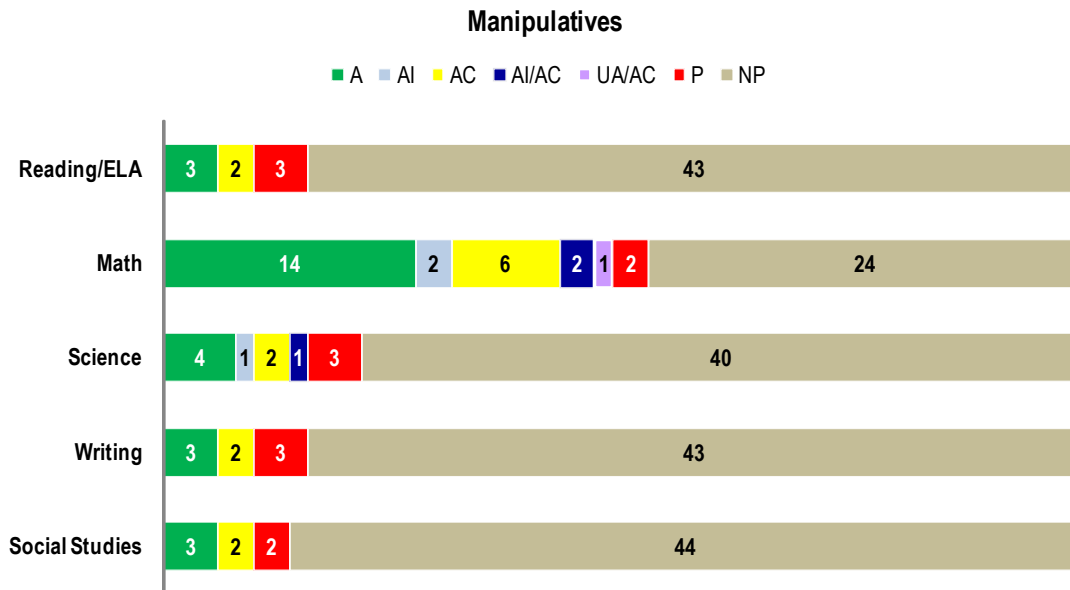 Manipulatives
A AI AC AI/AC UA/AC P NP
Reading/ELA 3 2 3 43
Math 14 2 6 2 1 2 24
Science 4 1 2 1 3 40
Writing 3 2 3 43
Social Studies 3 2 2 44